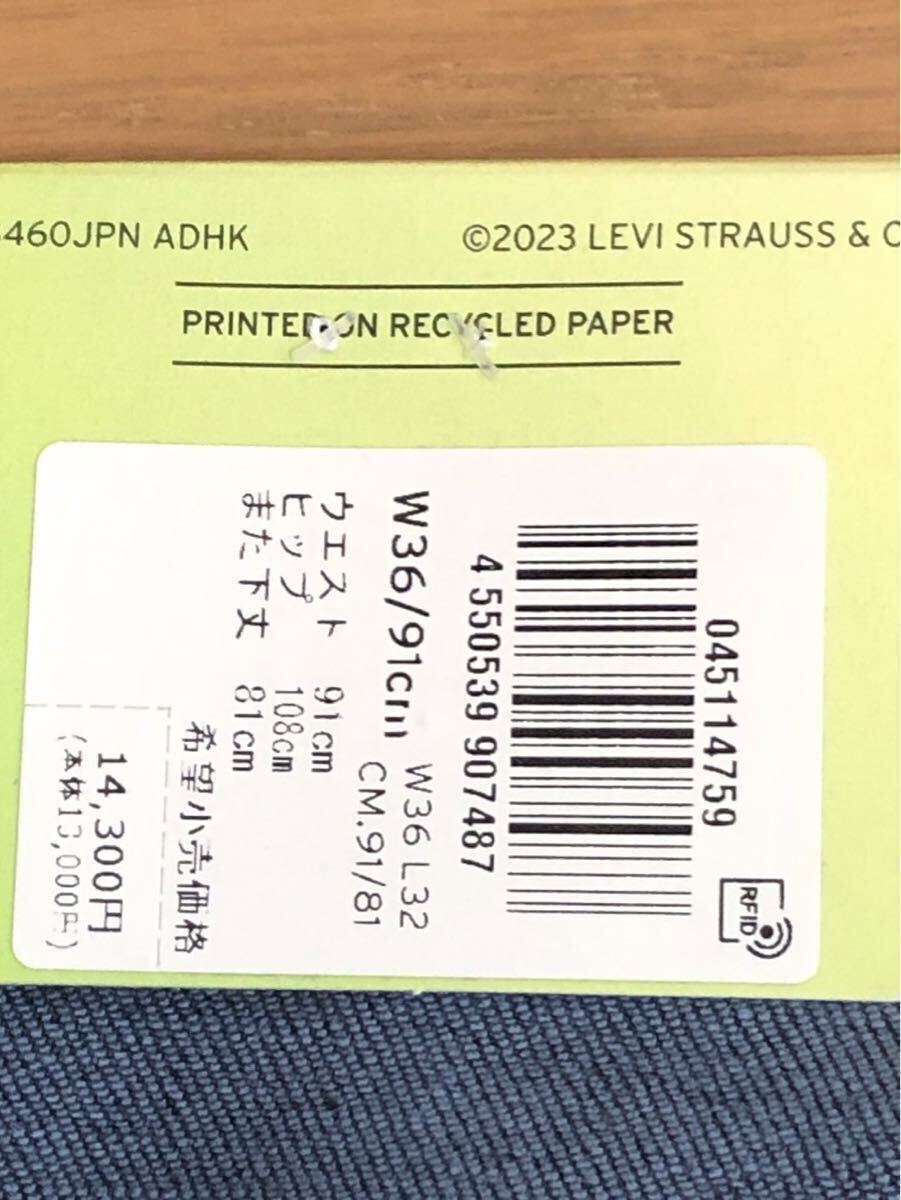 460JPN ADHK
©2023 LEVI STRAUSS & C
PRINTED ON RECYCLED PAPER
045114759
RFID
4 550539 907487
W36 L32
W36/91cm
CM.91/81
ウエスト 91cm
ヒップ 108cm
また下丈 81cm
希望小売価格
14,300円
(本体13,000円)